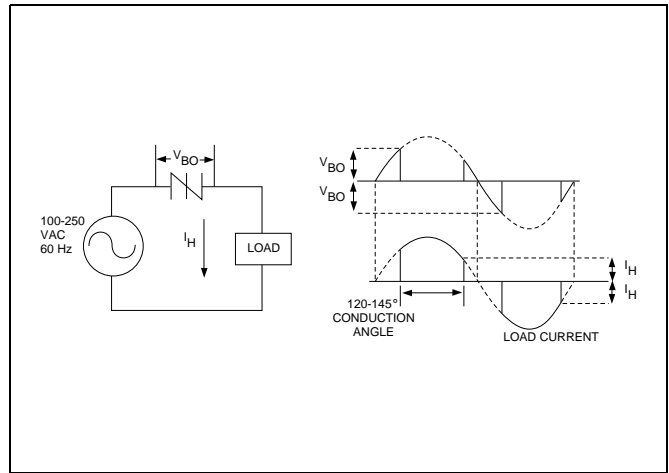 VBO
100-250
VAC
60 Hz
IH
LOAD
VBO
VBO
IH
IH
120-145°
CONDUCTION
ANGLE
LOAD CURRENT